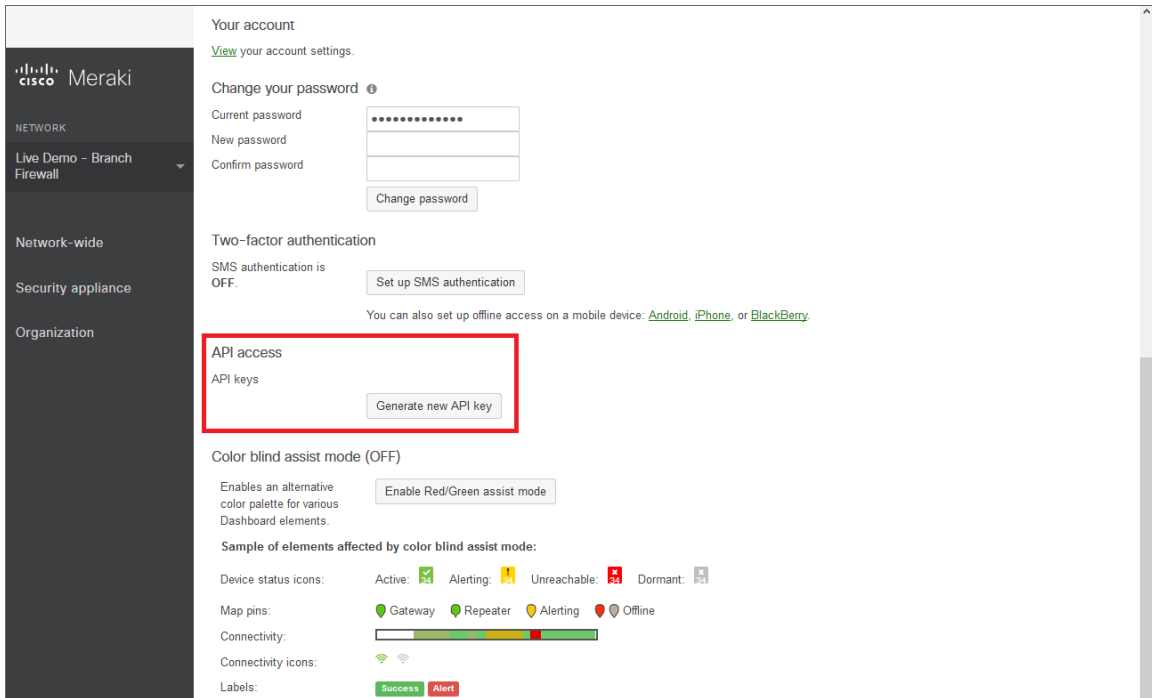 Your account
View your account settings.
cisco Meraki
Change your password
Current password
NETWORK
New password
Live Demo - Branch
Firewall
Confirm password
Change password
Network-wide
Two-factor authentication
SMS authentication is
OFF.
Set up SMS authentication
Security appliance
You can also set up offline access on a mobile device: Android, iPhone, or BlackBerry.
Organization
API access
API keys
Generate new API key
Color blind assist mode (OFF)
Enables an alternative
color palette for various
Dashboard elements.
Enable Red/Green assist mode
Sample of elements affected by color blind assist mode:
Device status icons: Active: 34 Alerting: 34 Unreachable: 34 Dormant: 34
Map pins: Gateway Repeater Alerting Offline
Connectivity:
Connectivity icons:
Labels: Success Alert